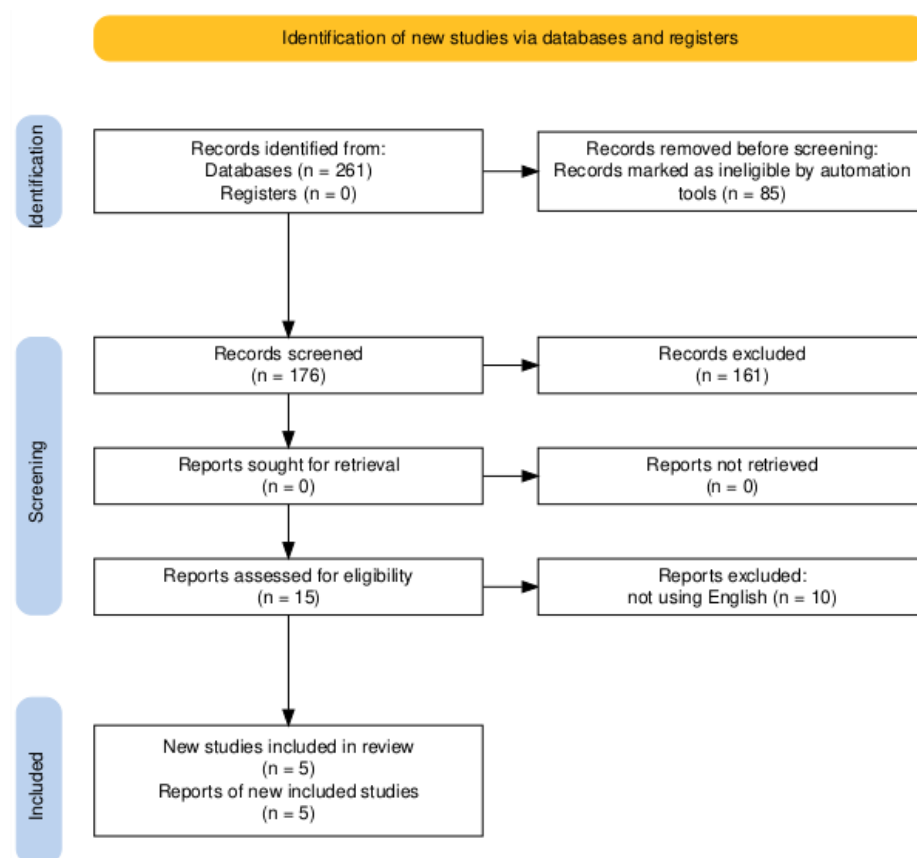 Identification of new studies via databases and registers
Identification
Records identified from:
Databases (n = 261)
Registers (n = 0)
Records removed before screening:
Records marked as ineligible by automation
tools (n = 85)
Screening
Records screened
(n = 176)
Records excluded
(n = 161)
Reports sought for retrieval
(n = 0)
Reports not retrieved
(n = 0)
Reports assessed for eligibility
(n = 15)
Reports excluded:
not using English (n = 10)
Included
New studies included in review
(n = 5)
Reports of new included studies
(n = 5)